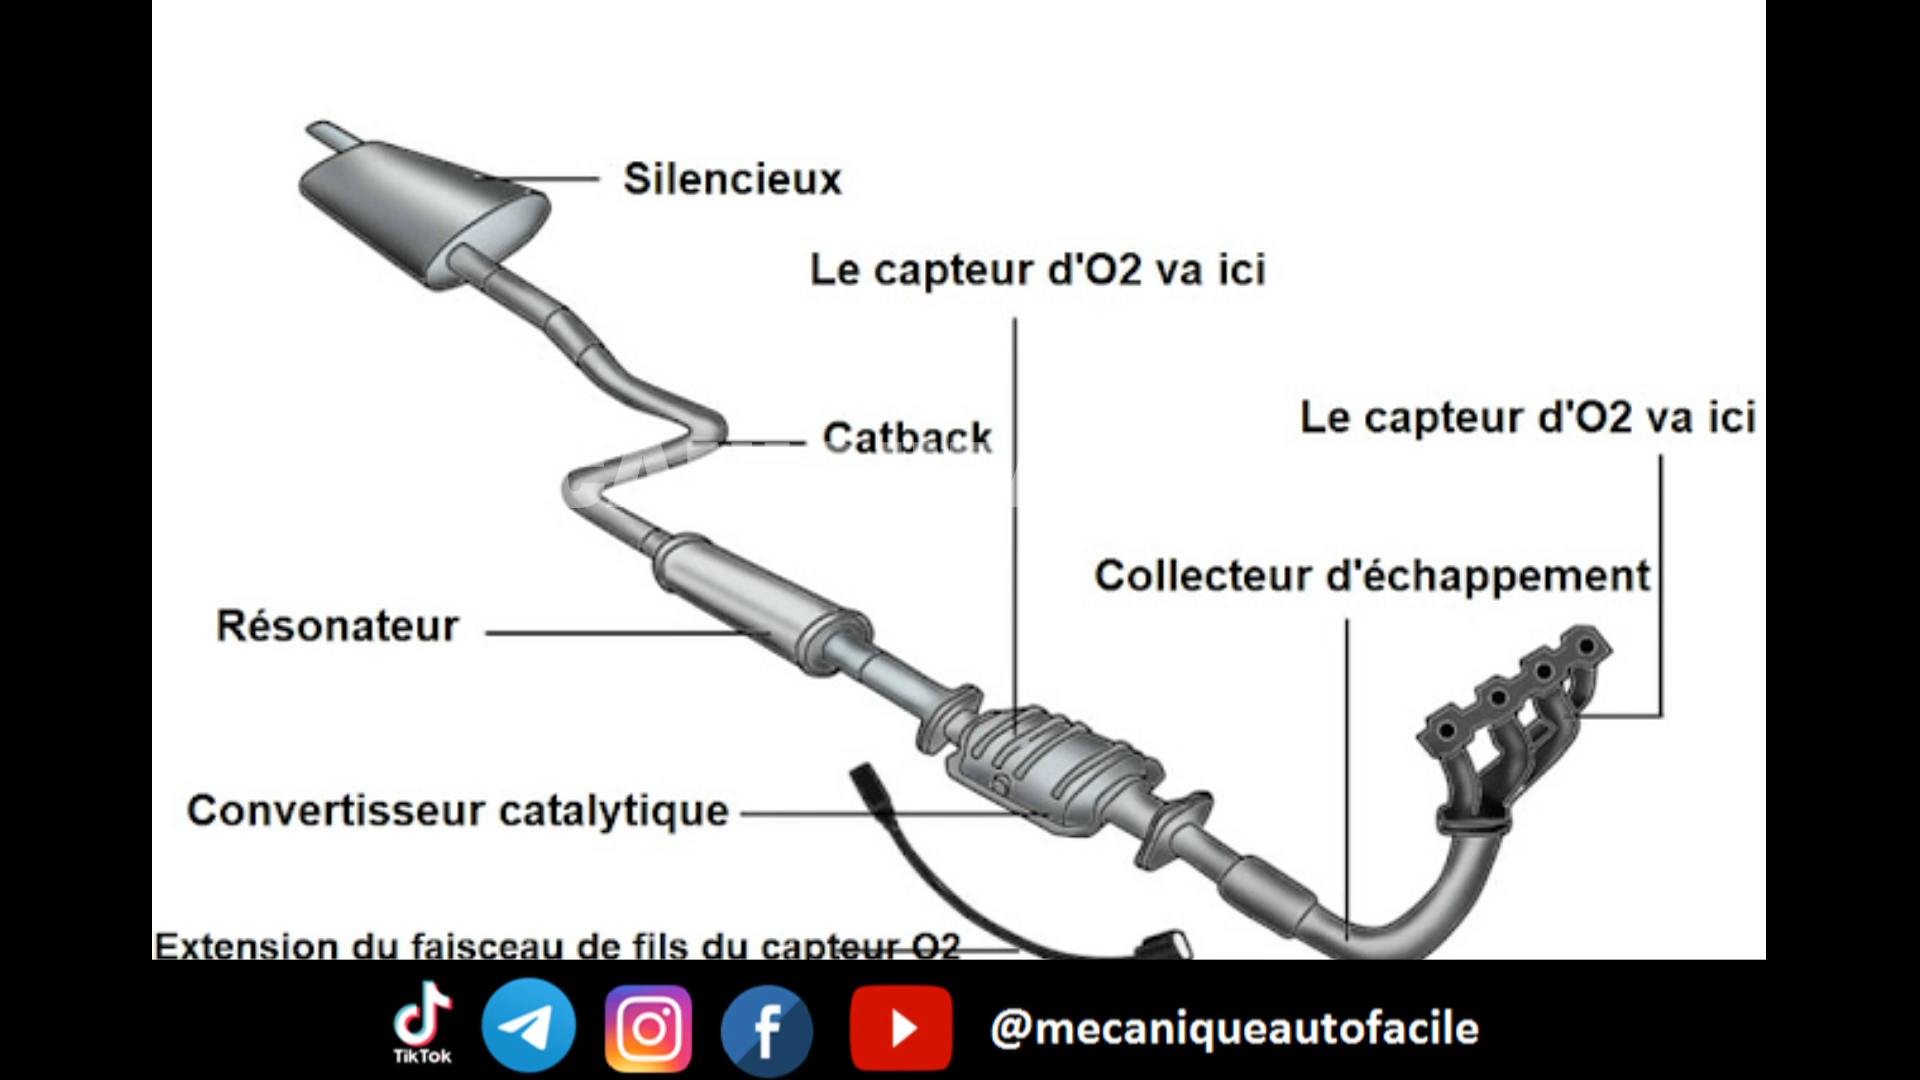 Silencieux
Le capteur d'O2 va ici
Le capteur d'O2 va ici
Catback
Collecteur d'échappement
Résonateur
Convertisseur catalytique
Extension du faisceau de fils du capteur O2
TikTok
@mecaniqueautofacile